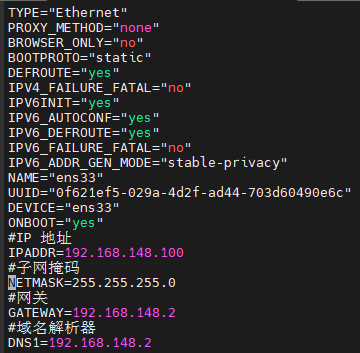 TYPE="Ethernet"
PROXY_METHOD="none"
BROWSER_ONLY="no"
BOOTPROTO="static"
DEFROUTE="yes"
IPV4_FAILURE_FATAL="no"
IPV6INIT="yes"
IPV6_AUTOCONF="yes"
IPV6_DEFROUTE="yes"
IPV6_FAILURE_FATAL="no"
IPV6_ADDR_GEN_MODE="stable-privacy"
NAME="ens33"
UUID="0f621ef5-029a-4d2f-ad44-703d60490e6c"
DEVICE="ens33"
ONBOOT="yes"
#IP 地址
IPADDR=192.168.148.100
#子网掩码
NETMASK=255.255.255.0
#网关
GATEWAY=192.168.148.2
#域名解析器
DNS1=192.168.148.2